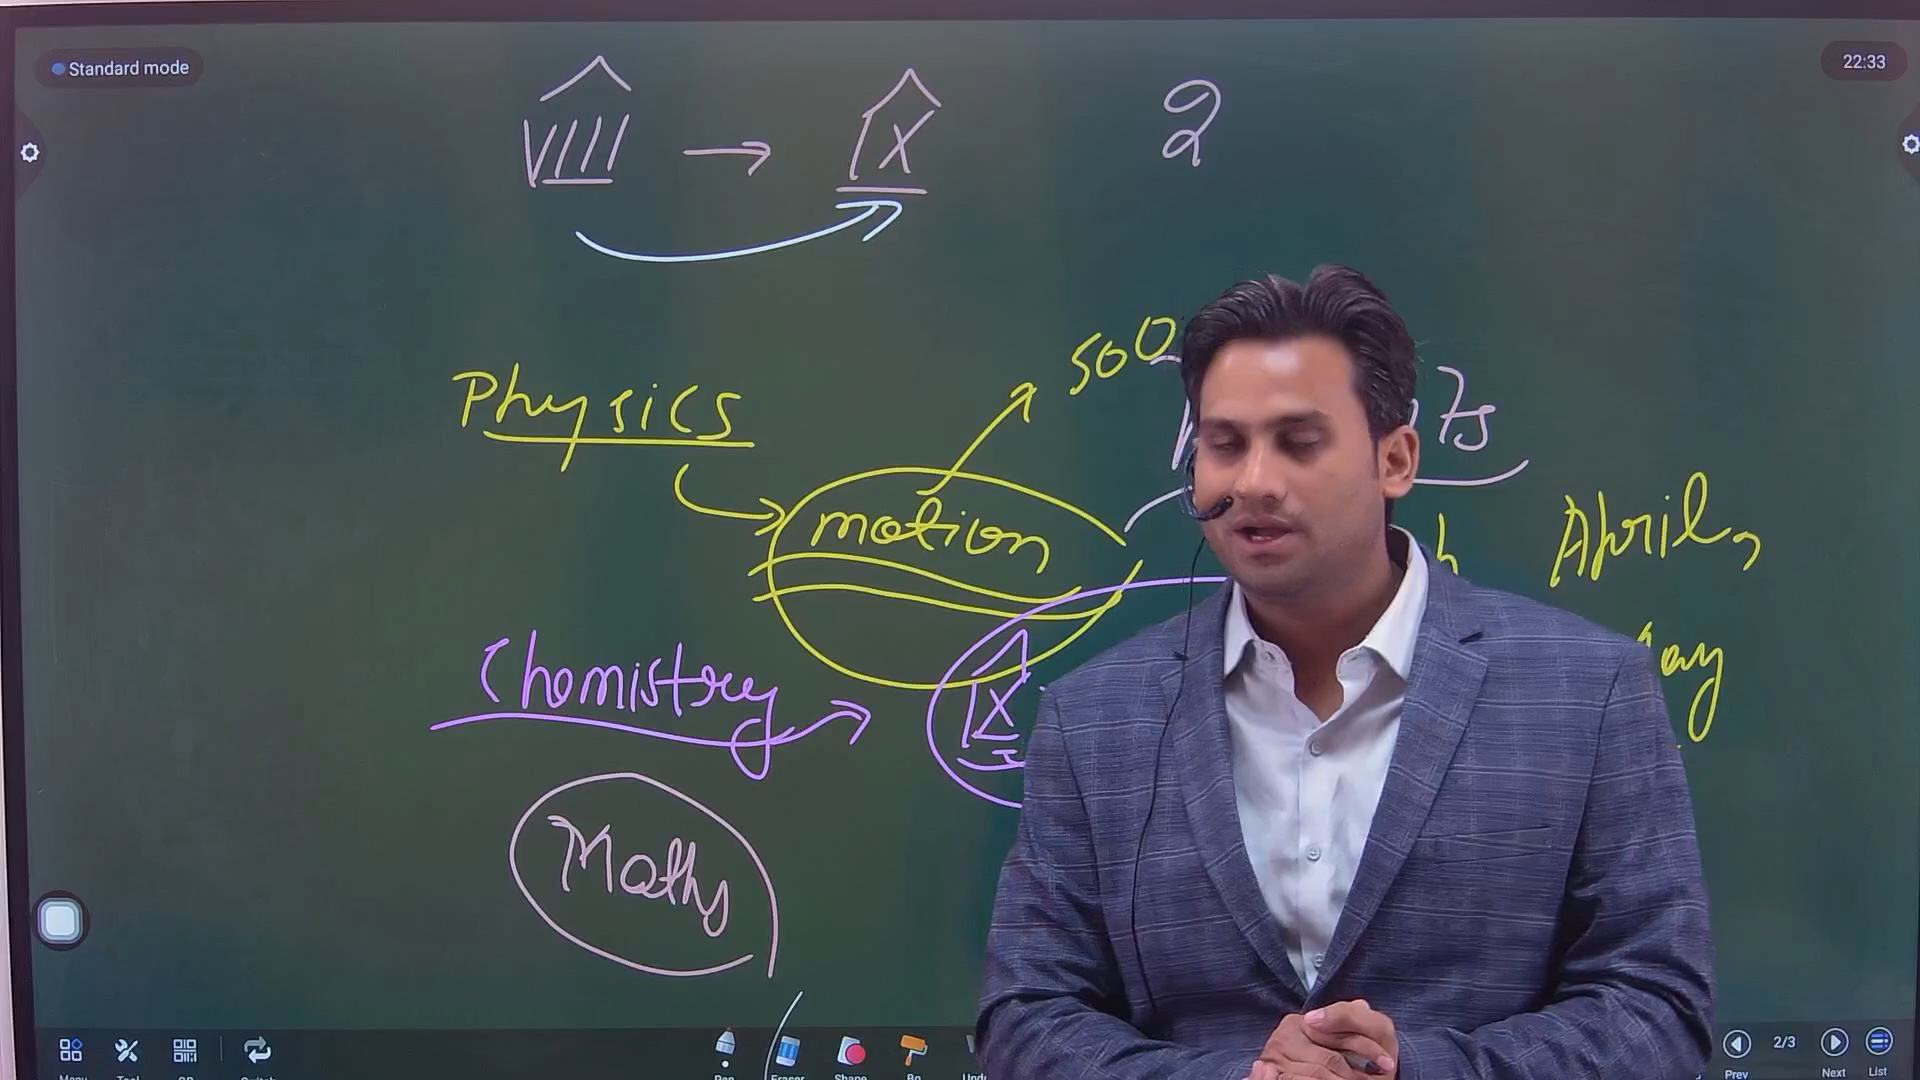 Standard mode
22:33
VIII → IX 2
500
Physics
motion
April,
Chemistry →
IX
Maths
2/3
Prev Next List